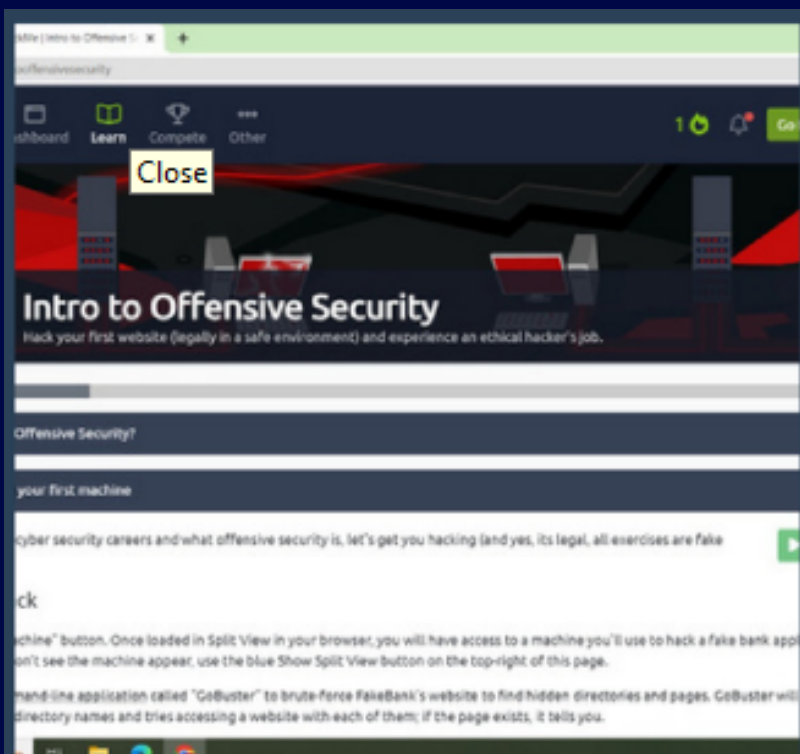 kMe | Intro to Offensive S
offensivesecurity
shboard Learn Compete Other 1 Go
Close
Intro to Offensive Security
Hack your first website (legally in a safe environment) and experience an ethical hacker's job.
Offensive Security?
your first machine
cyber security careers and what offensive security is, let's get you hacking (and yes, its legal, all exercises are fake
ck
achine" button. Once loaded in Split View in your browser, you will have access to a machine you'll use to hack a fake bank appl
on't see the machine appear, use the blue Show Split View button on the top-right of this page.
mand-line application called "GoBuster" to brute-force FakeBank's website to find hidden directories and pages. GoBuster will
directory names and tries accessing a website with each of them; if the page exists, it tells you.